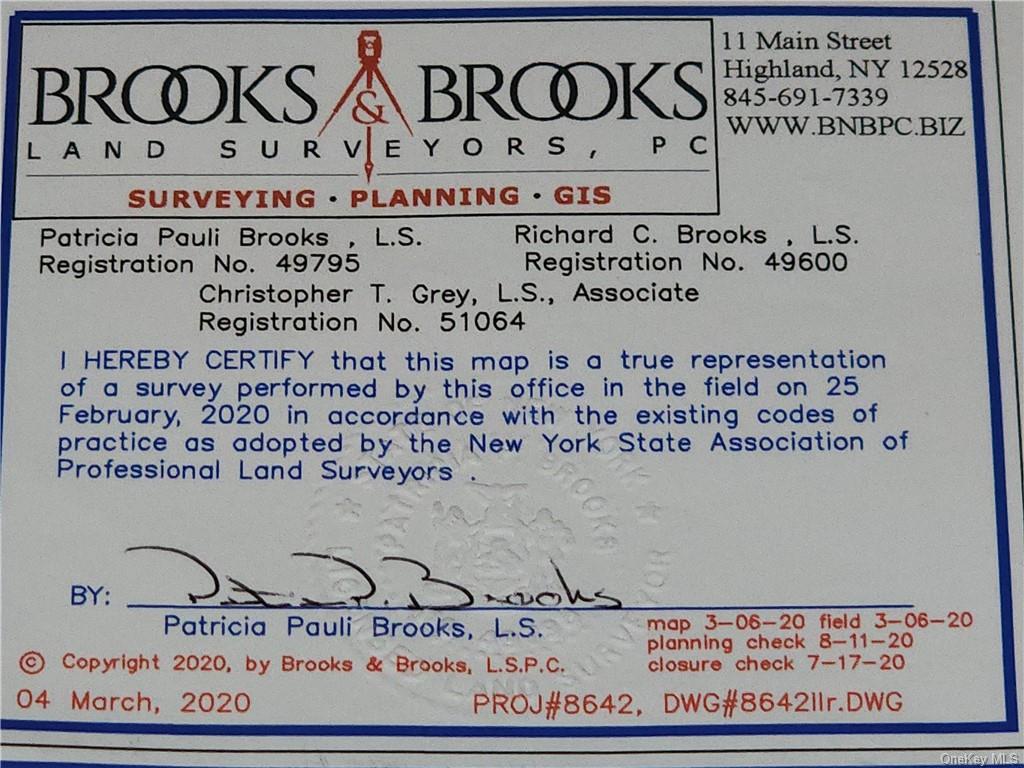 BROOKS & BROOKS
LAND SURVEYORS, PC
SURVEYING · PLANNING · GIS
11 Main Street
Highland, NY 12528
845-691-7339
WWW.BNBPC.BIZ
Patricia Pauli Brooks , L.S.
Registration No. 49795
Richard C. Brooks , L.S.
Registration No. 49600
Christopher T. Grey, L.S., Associate
Registration No. 51064
I HEREBY CERTIFY that this map is a true representation
of a survey performed by this office in the field on 25
February, 2020 in accordance with the existing codes of
practice as adopted by the New York State Association of
Professional Land Surveyors .
BY:
Patricia Pauli Brooks, L.S.
map 3-06-20 field 3-06-20
planning check 8-11-20
closure check 7-17-20
© Copyright 2020, by Brooks & Brooks, L.S.P.C.
04 March, 2020
PROJ#8642, DWG#8642llr.DWG
OneKey MLS